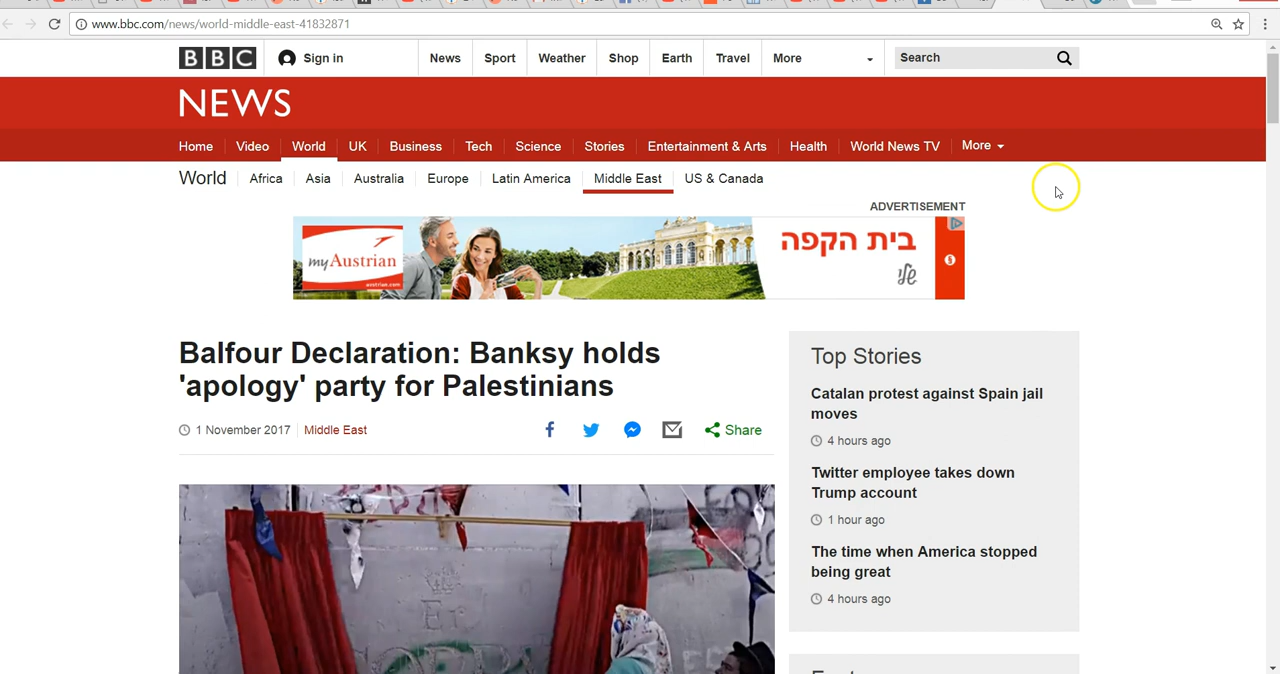 www.bbc.com/news/world-middle-east-41832871
BBC Sign in News Sport Weather Shop Earth Travel More Search
NEWS
Home Video World UK Business Tech Science Stories Entertainment & Arts Health World News TV More
World Africa Asia Australia Europe Latin America Middle East US & Canada
ADVERTISEMENT
myAustrian
austrian.com
בית הקפה
שלי
Balfour Declaration: Banksy holds
'apology' party for Palestinians
1 November 2017 Middle East
Share
Er
Top Stories
Catalan protest against Spain jail
moves
4 hours ago
Twitter employee takes down
Trump account
1 hour ago
The time when America stopped
being great
4 hours ago